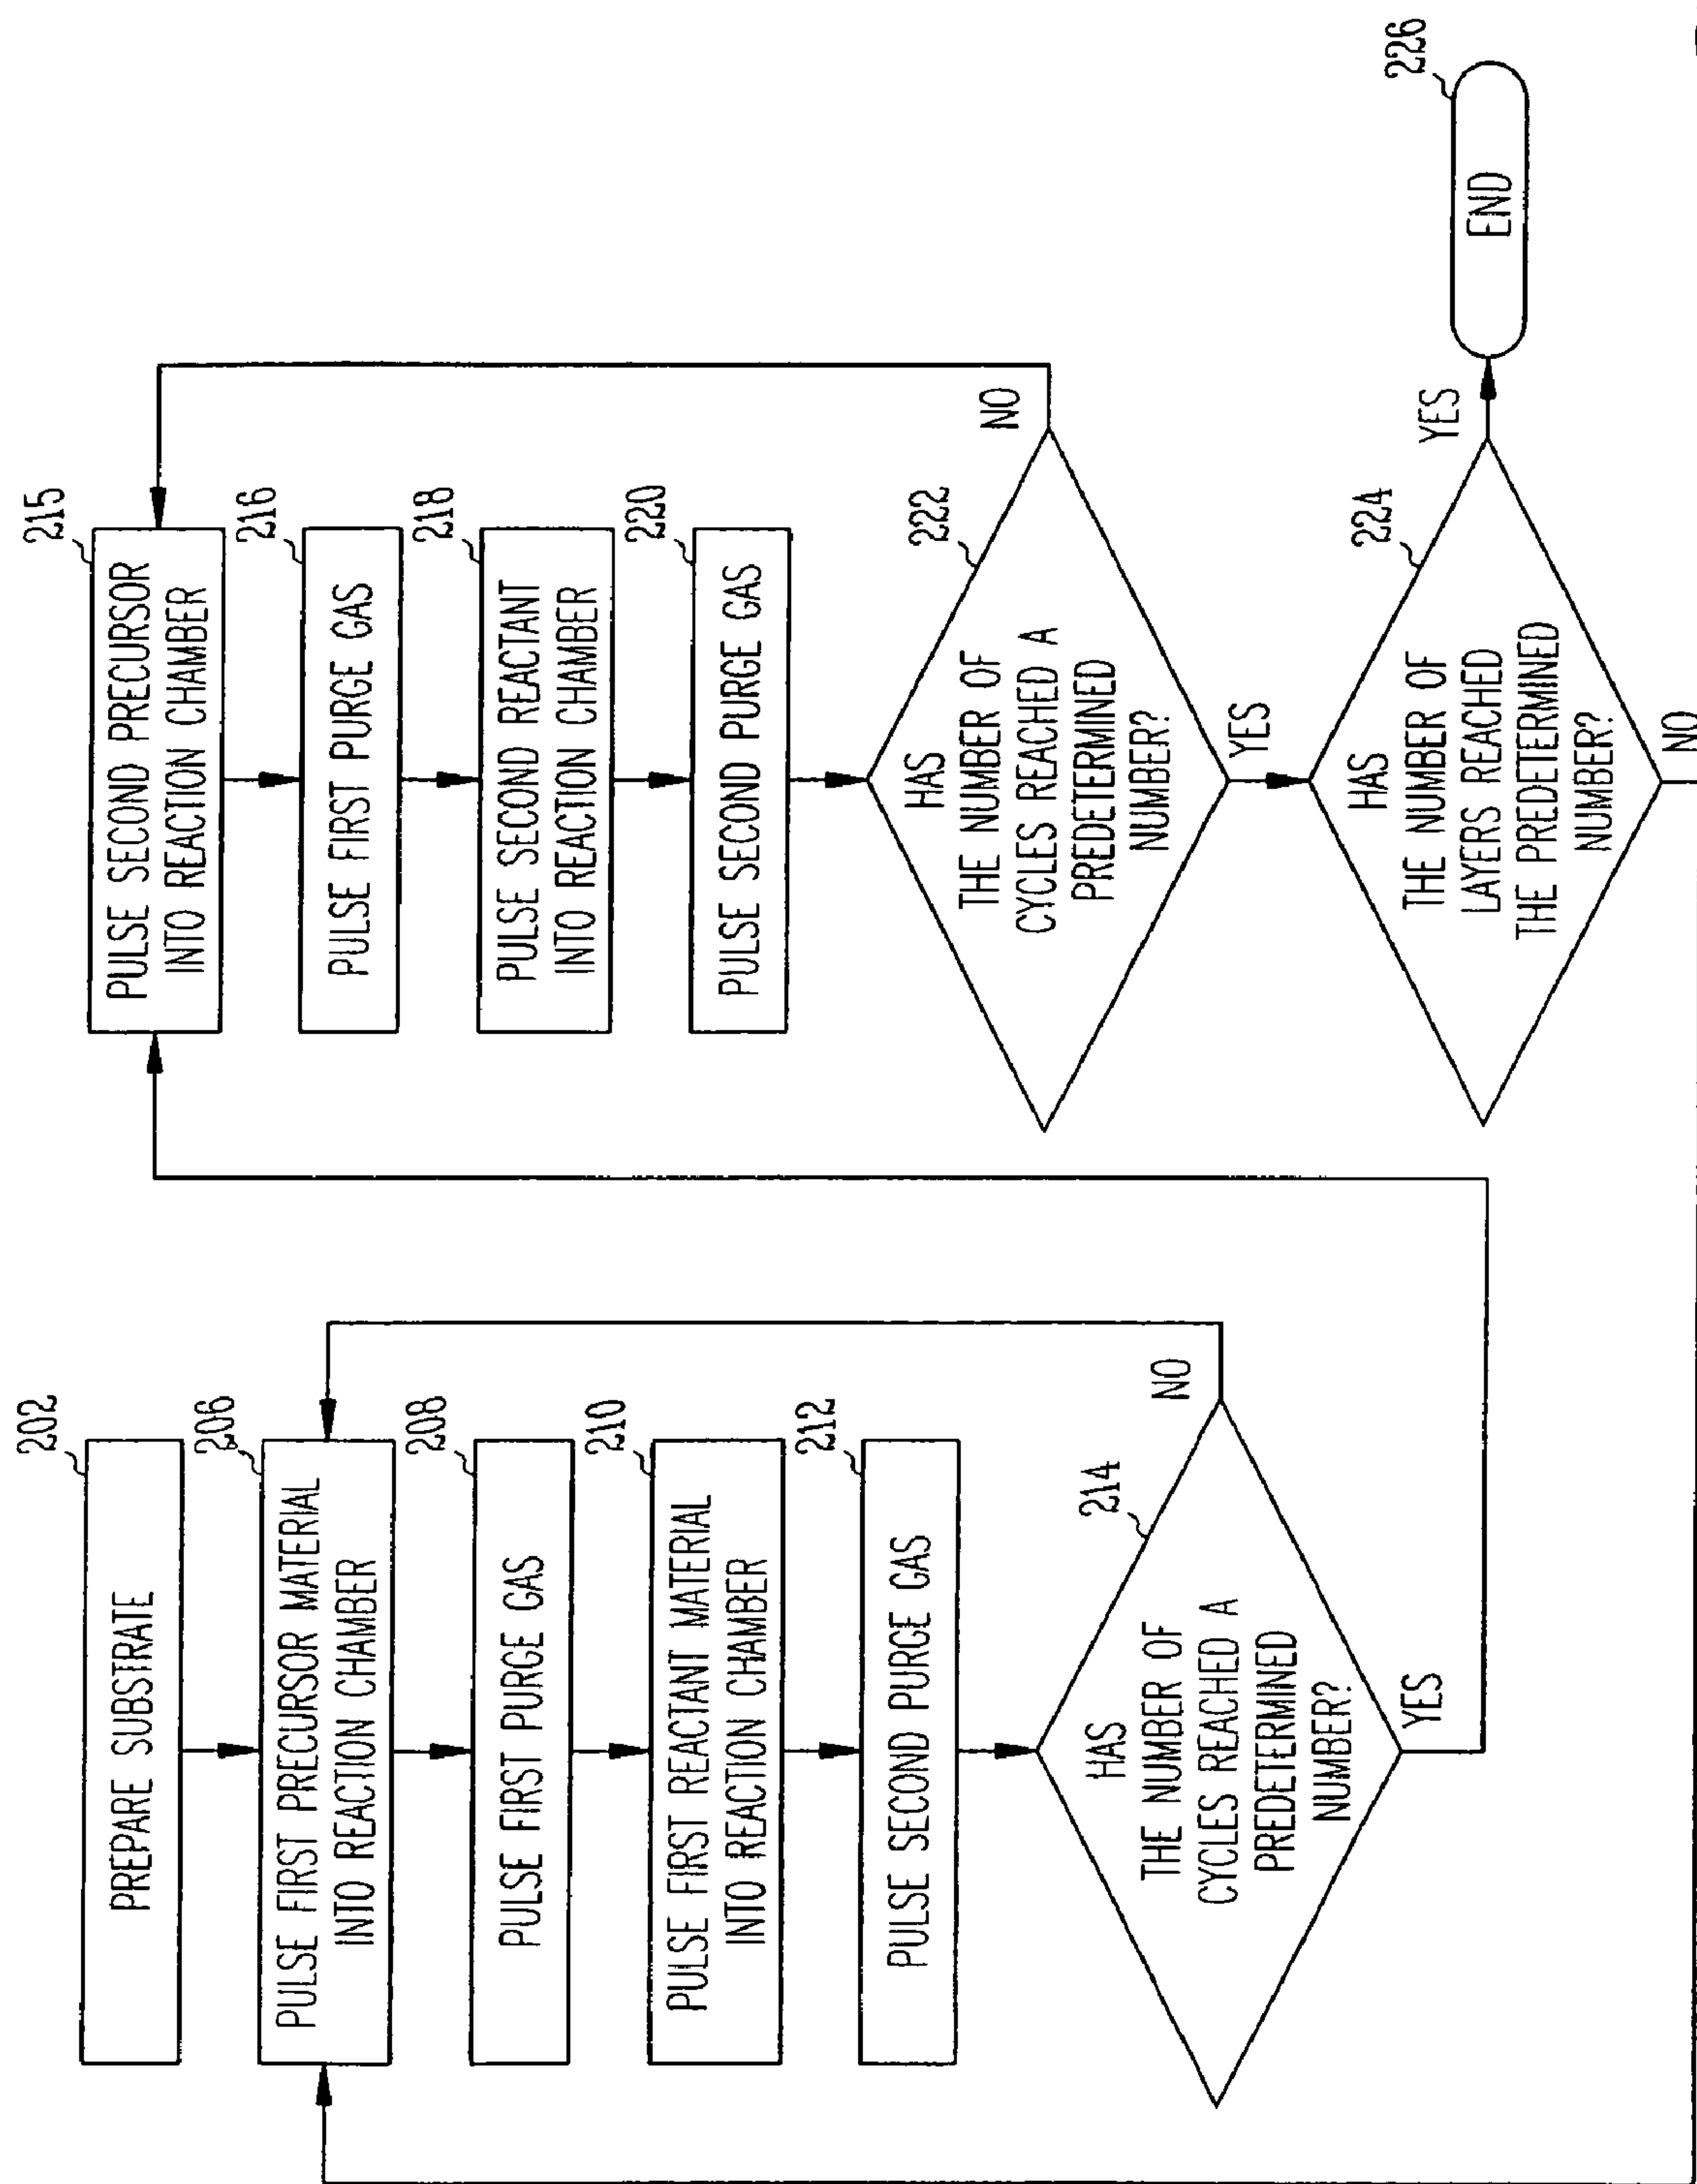 202
PREPARE SUBSTRATE
206
PULSE FIRST PRECURSOR MATERIAL
INTO REACTION CHAMBER
208
PULSE FIRST PURGE GAS
210
PULSE FIRST REACTANT MATERIAL
INTO REACTION CHAMBER
212
PULSE SECOND PURGE GAS
214
HAS
THE NUMBER OF
CYCLES REACHED A
PREDETERMINED
NUMBER?
NO
YES
215
PULSE SECOND PRECURSOR
INTO REACTION CHAMBER
216
PULSE FIRST PURGE GAS
218
PULSE SECOND REACTANT
INTO REACTION CHAMBER
220
PULSE SECOND PURGE GAS
222
HAS
THE NUMBER OF
CYCLES REACHED A
PREDETERMINED
NUMBER?
NO
YES
224
HAS
THE NUMBER OF
LAYERS REACHED
THE PREDETERMINED
NUMBER?
YES
NO
226
END